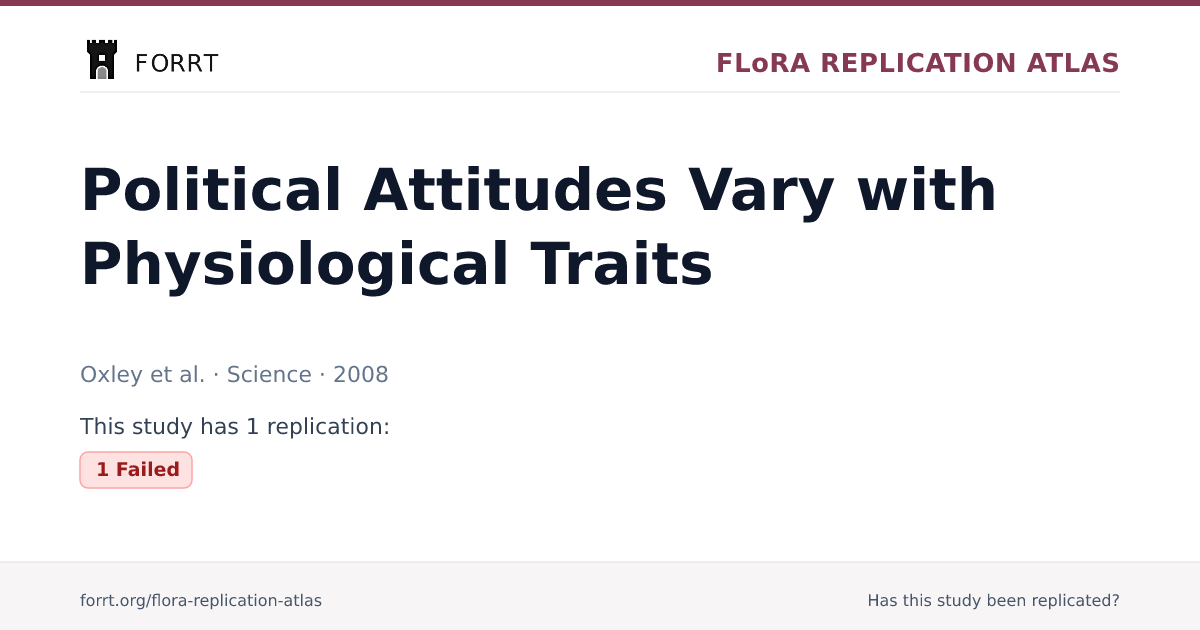 FORRT
FLoRA REPLICATION ATLAS
Political Attitudes Vary with
Physiological Traits
Oxley et al. · Science · 2008
This study has 1 replication:
1 Failed
forrt.org/flora-replication-atlas
Has this study been replicated?